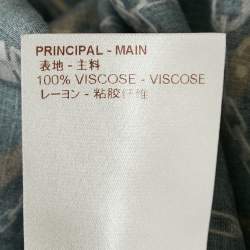 PRINCIPAL - MAIN
表地 - 主料
100% VISCOSE - VISCOSE
レーヨン - 粘胶纤维